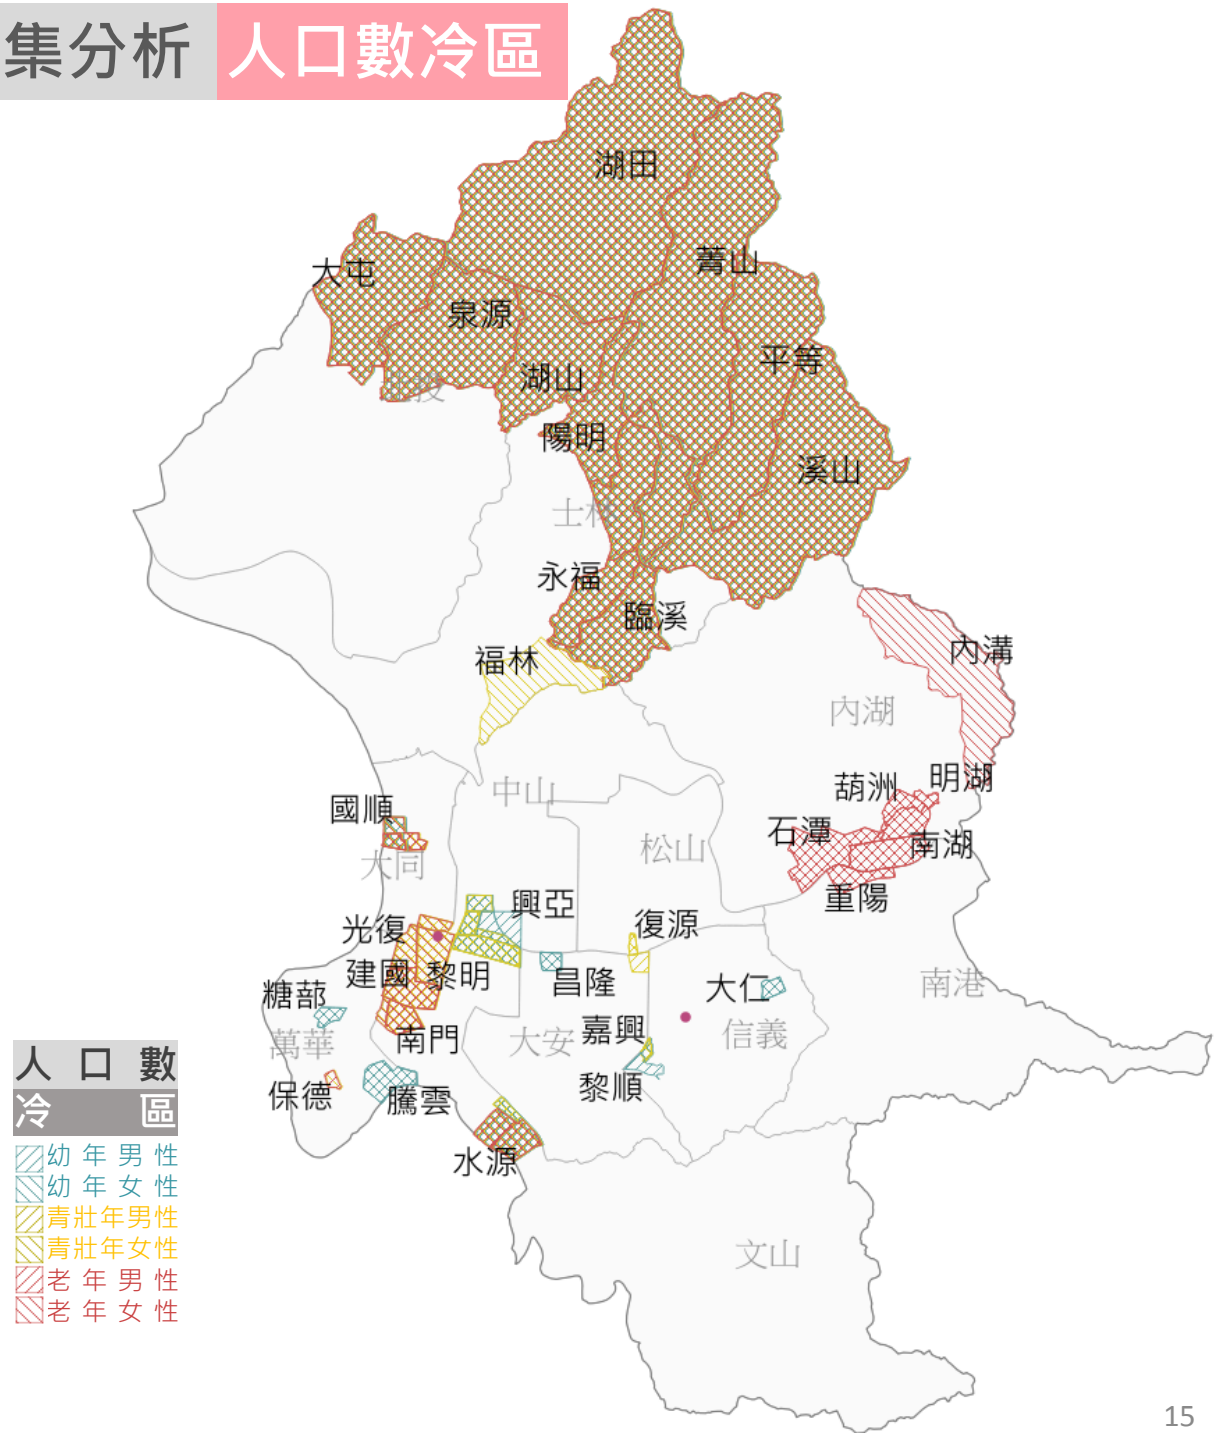 集分析 人口數冷區
湖田
菁山
大屯
泉源
平等
湖山
北投
陽明
溪山
士林
永福
臨溪
福林
內溝
內湖
明湖
葫洲
中山
國順
石潭
松山
南湖
大同
重陽
興亞
復源
光復
建國 黎明
昌隆
大仁
南港
糖蔀
嘉興
信義
萬華
南門
大安
保德
騰雲
黎順
水源
文山
人口數
冷區
幼年男性
幼年女性
青壯年男性
青壯年女性
老年男性
老年女性
15